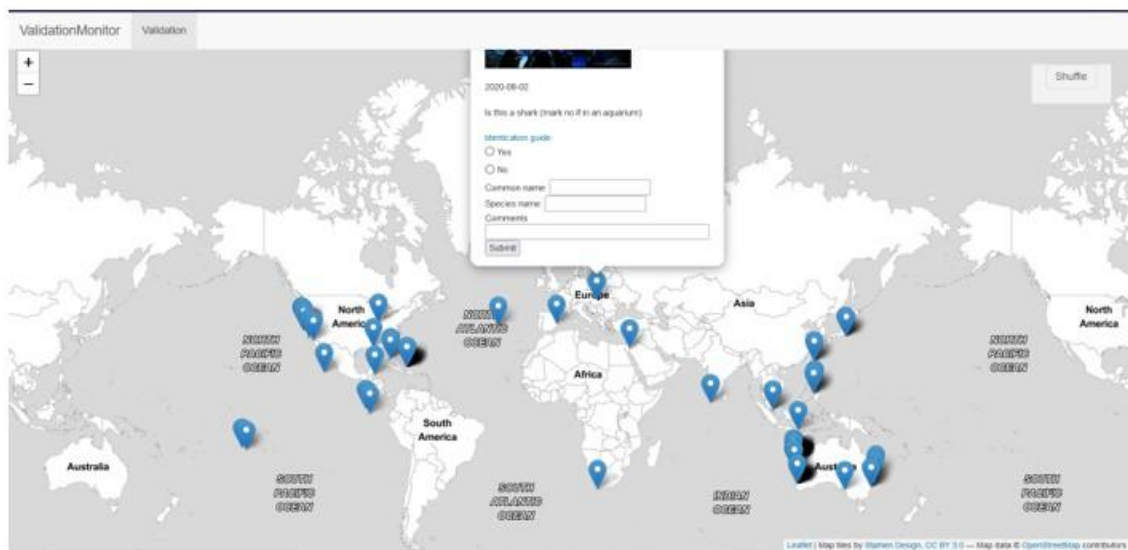 ValidationMonitor Validation
+
−
Shuffle
2020-08-02
Is this a shark (mark no if in an aquarium)
Identication guide
Yes
No
Common name
Species name
Comments
Submit
Europe
Asia
North
America
NORTH
ATLANTIC
OCEAN
NORTH
PACIFIC
OCEAN
NORTH
PACIFIC
OCEAN
North
America
Africa
South
America
Australia
Australia
SOUTH
PACIFIC
OCEAN
SOUTH
ATLANTIC
OCEAN
INDIAN
OCEAN
SOUTH
PACIFIC
OCEAN
Leaflet | Map tiles by Stamen Design, CC BY 3.0 — Map data © OpenStreetMap contributors